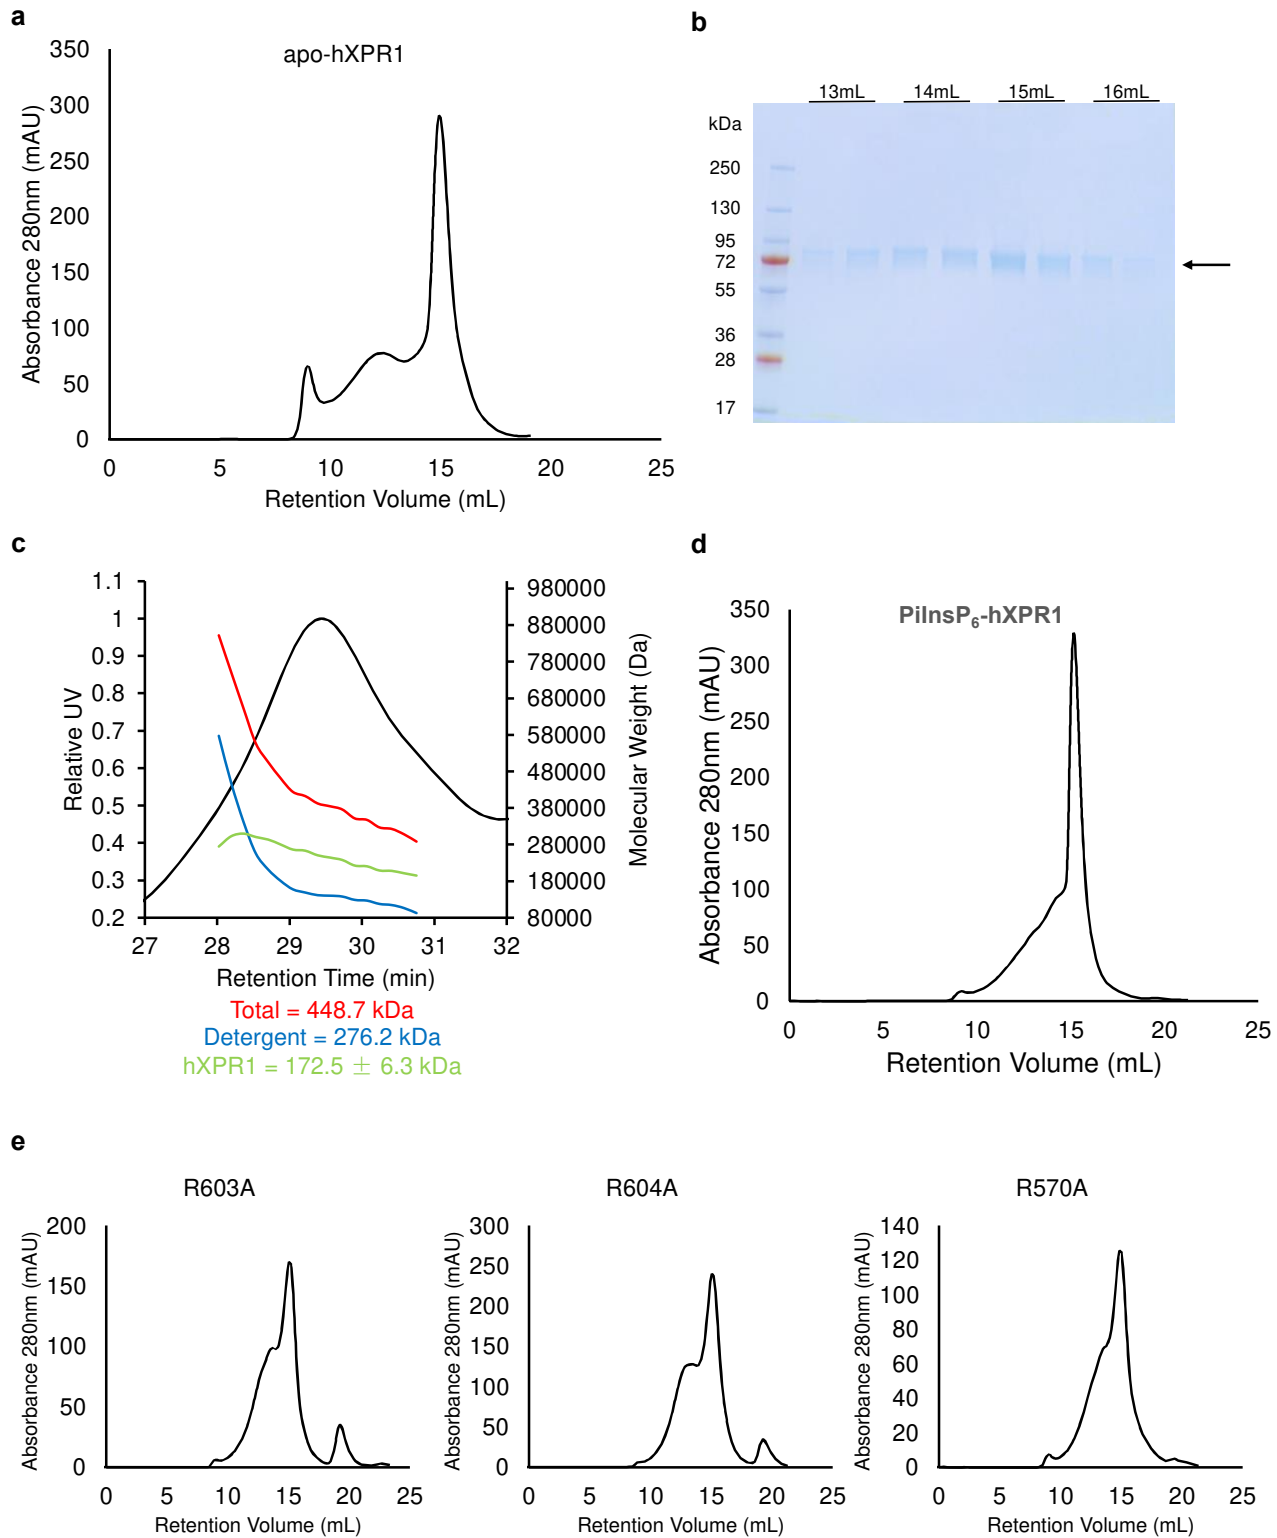 a
apo-hXPR1
350
300
250
200
150
100
50
0
Absorbance 280nm (mAU)
0 5 10 15 20 25
Retention Volume (mL)
b
13mL 14mL 15mL 16mL
kDa
250
130
95
72
55
36
28
17
c
1.1
1
0.9
0.8
0.7
0.6
0.5
0.4
0.3
0.2
Relative UV
980000
880000
780000
680000
580000
480000
380000
280000
180000
80000
Molecular Weight (Da)
27 28 29 30 31 32
Retention Time (min)
Total = 448.7 kDa
Detergent = 276.2 kDa
hXPR1 = 172.5 ± 6.3 kDa
d
PiInsP₆-hXPR1
350
300
250
200
150
100
50
0
Absorbance 280nm (mAU)
0 5 10 15 20 25
Retention Volume (mL)
e
R603A
200
150
100
50
0
Absorbance 280nm (mAU)
0 5 10 15 20 25
Retention Volume (mL)
R604A
300
250
200
150
100
50
0
Absorbance 280nm (mAU)
0 5 10 15 20 25
Retention Volume (mL)
R570A
140
120
100
80
60
40
20
0
Absorbance 280nm (mAU)
0 5 10 15 20 25
Retention Volume (mL)